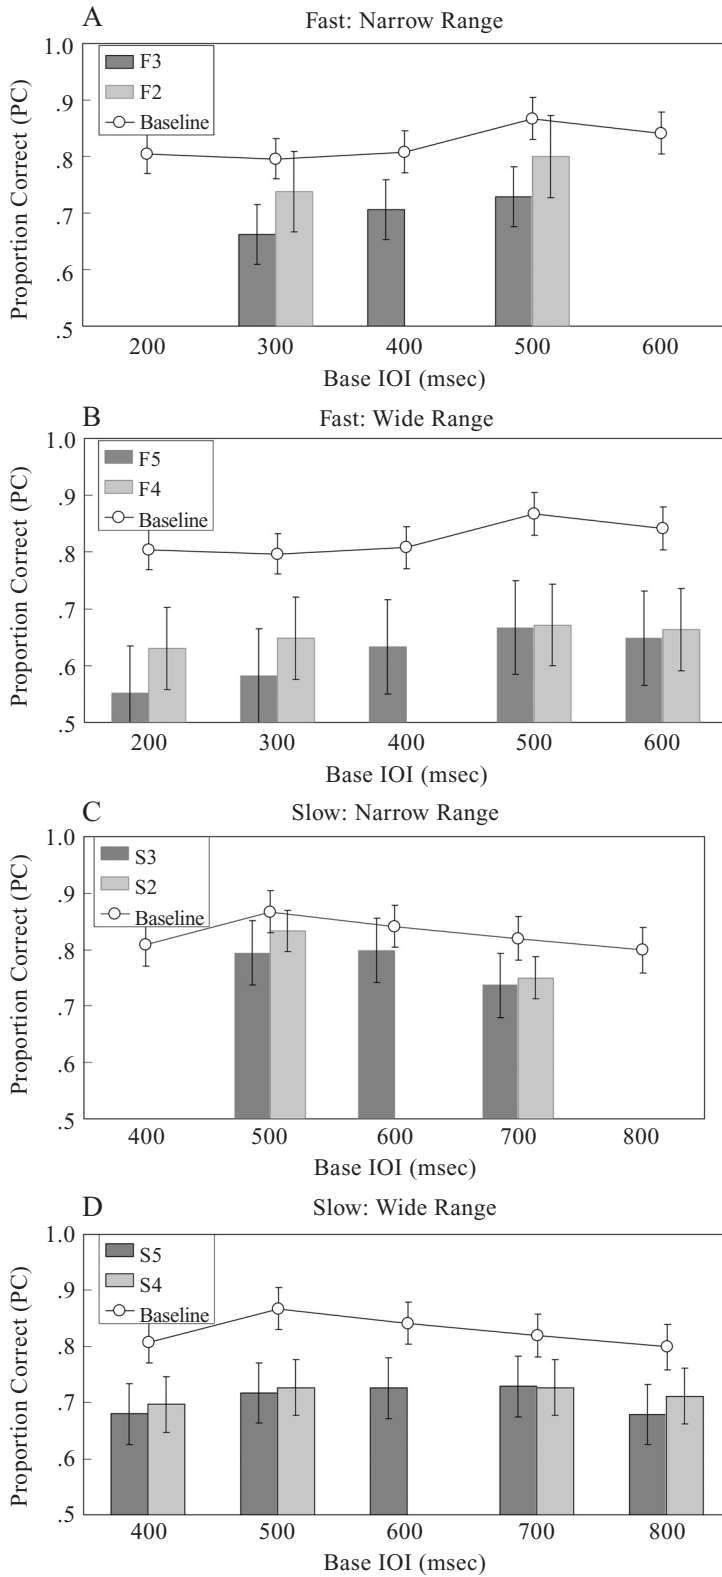 A
Fast: Narrow Range
Proportion Correct (PC)
1.0
.9
.8
.7
.6
.5
F3
F2
Baseline
200 300 400 500 600
Base IOI (msec)
B
Fast: Wide Range
Proportion Correct (PC)
1.0
.9
.8
.7
.6
.5
F5
F4
Baseline
200 300 400 500 600
Base IOI (msec)
C
Slow: Narrow Range
Proportion Correct (PC)
1.0
.9
.8
.7
.6
.5
S3
S2
Baseline
400 500 600 700 800
Base IOI (msec)
D
Slow: Wide Range
Proportion Correct (PC)
1.0
.9
.8
.7
.6
.5
S5
S4
Baseline
400 500 600 700 800
Base IOI (msec)